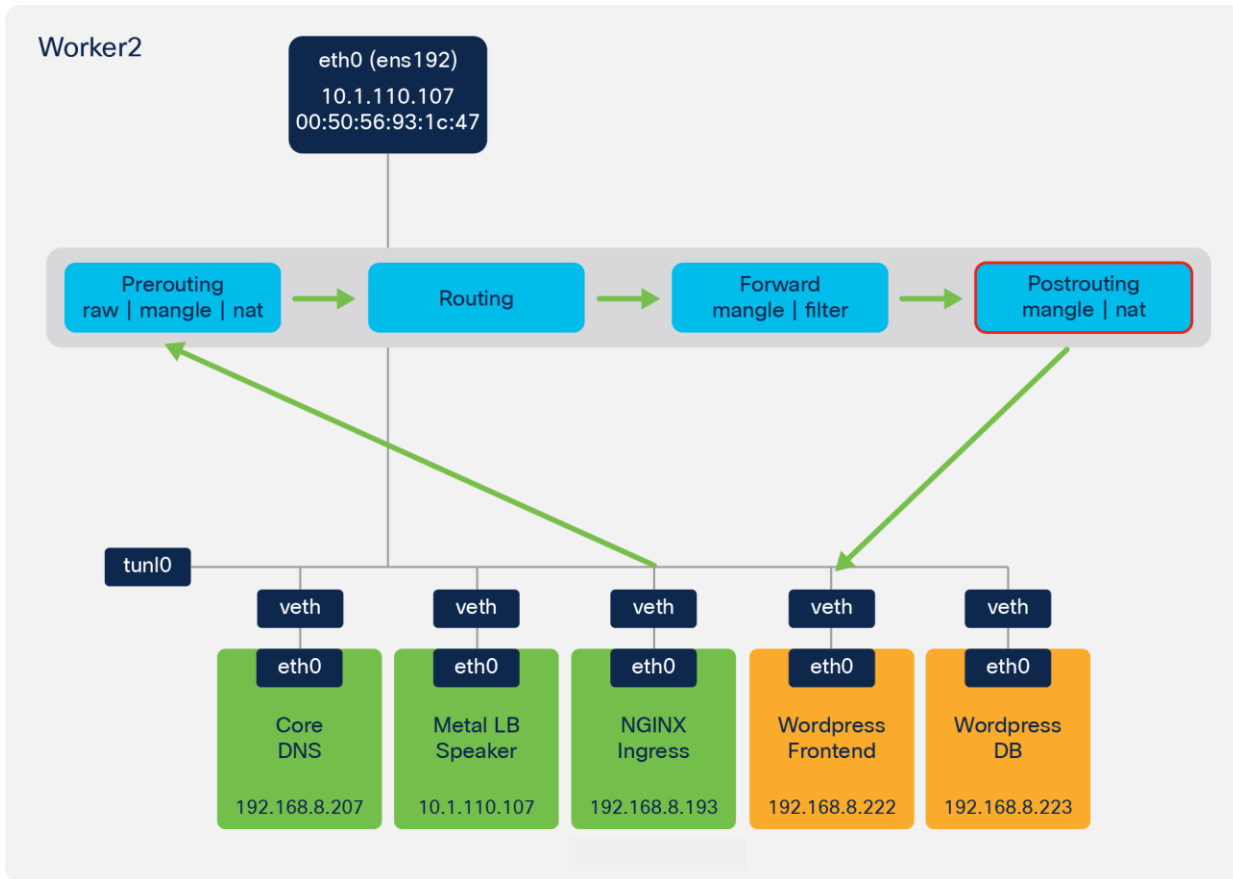 Worker2
eth0 (ens192)
10.1.110.107
00:50:56:93:1c:47
Prerouting
raw | mangle | nat
Routing
Forward
mangle | filter
Postrouting
mangle | nat
tunl0
veth
veth
veth
veth
veth
eth0
eth0
eth0
eth0
eth0
Core
DNS
192.168.8.207
Metal LB
Speaker
10.1.110.107
NGINX
Ingress
192.168.8.193
Wordpress
Frontend
192.168.8.222
Wordpress
DB
192.168.8.223